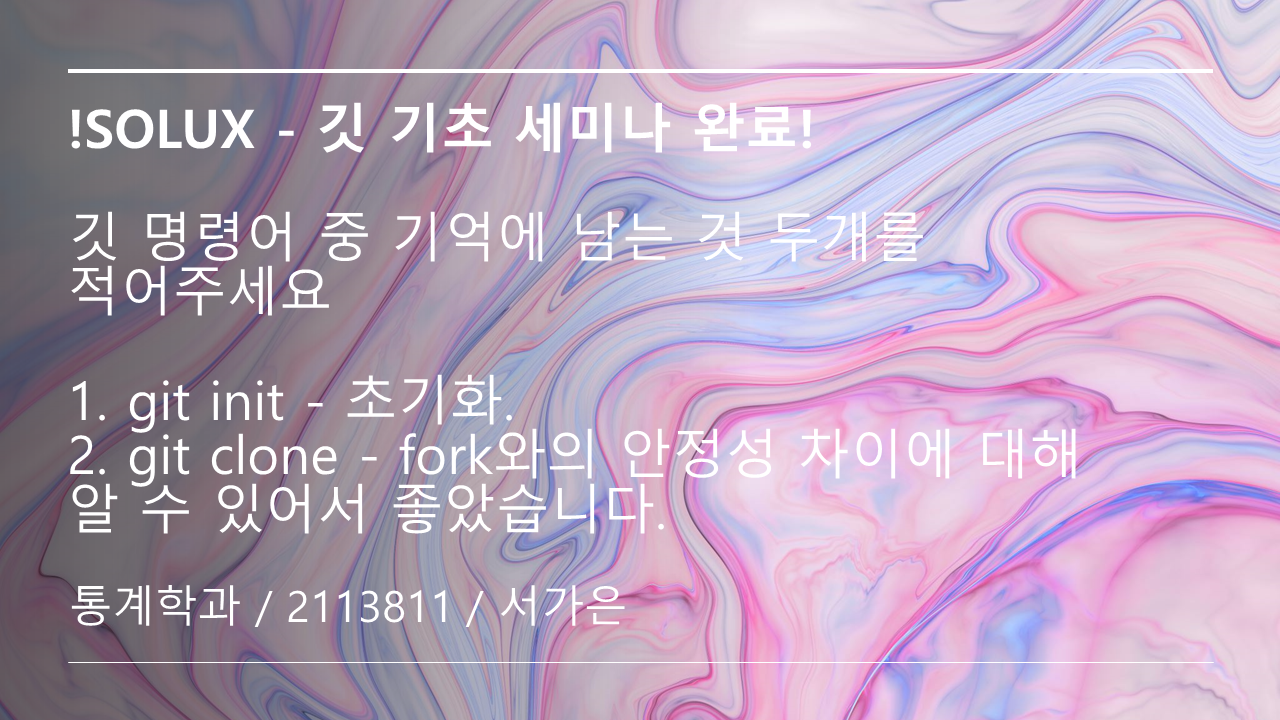 !SOLUX - 깃 기초 세미나 완료!
깃 명령어 중 기억에 남는 것 두개를
적어주세요
1. git init - 초기화.
2. git clone - fork와의 안정성 차이에 대해
알 수 있어서 좋았습니다.
통계학과 / 2113811 / 서가은